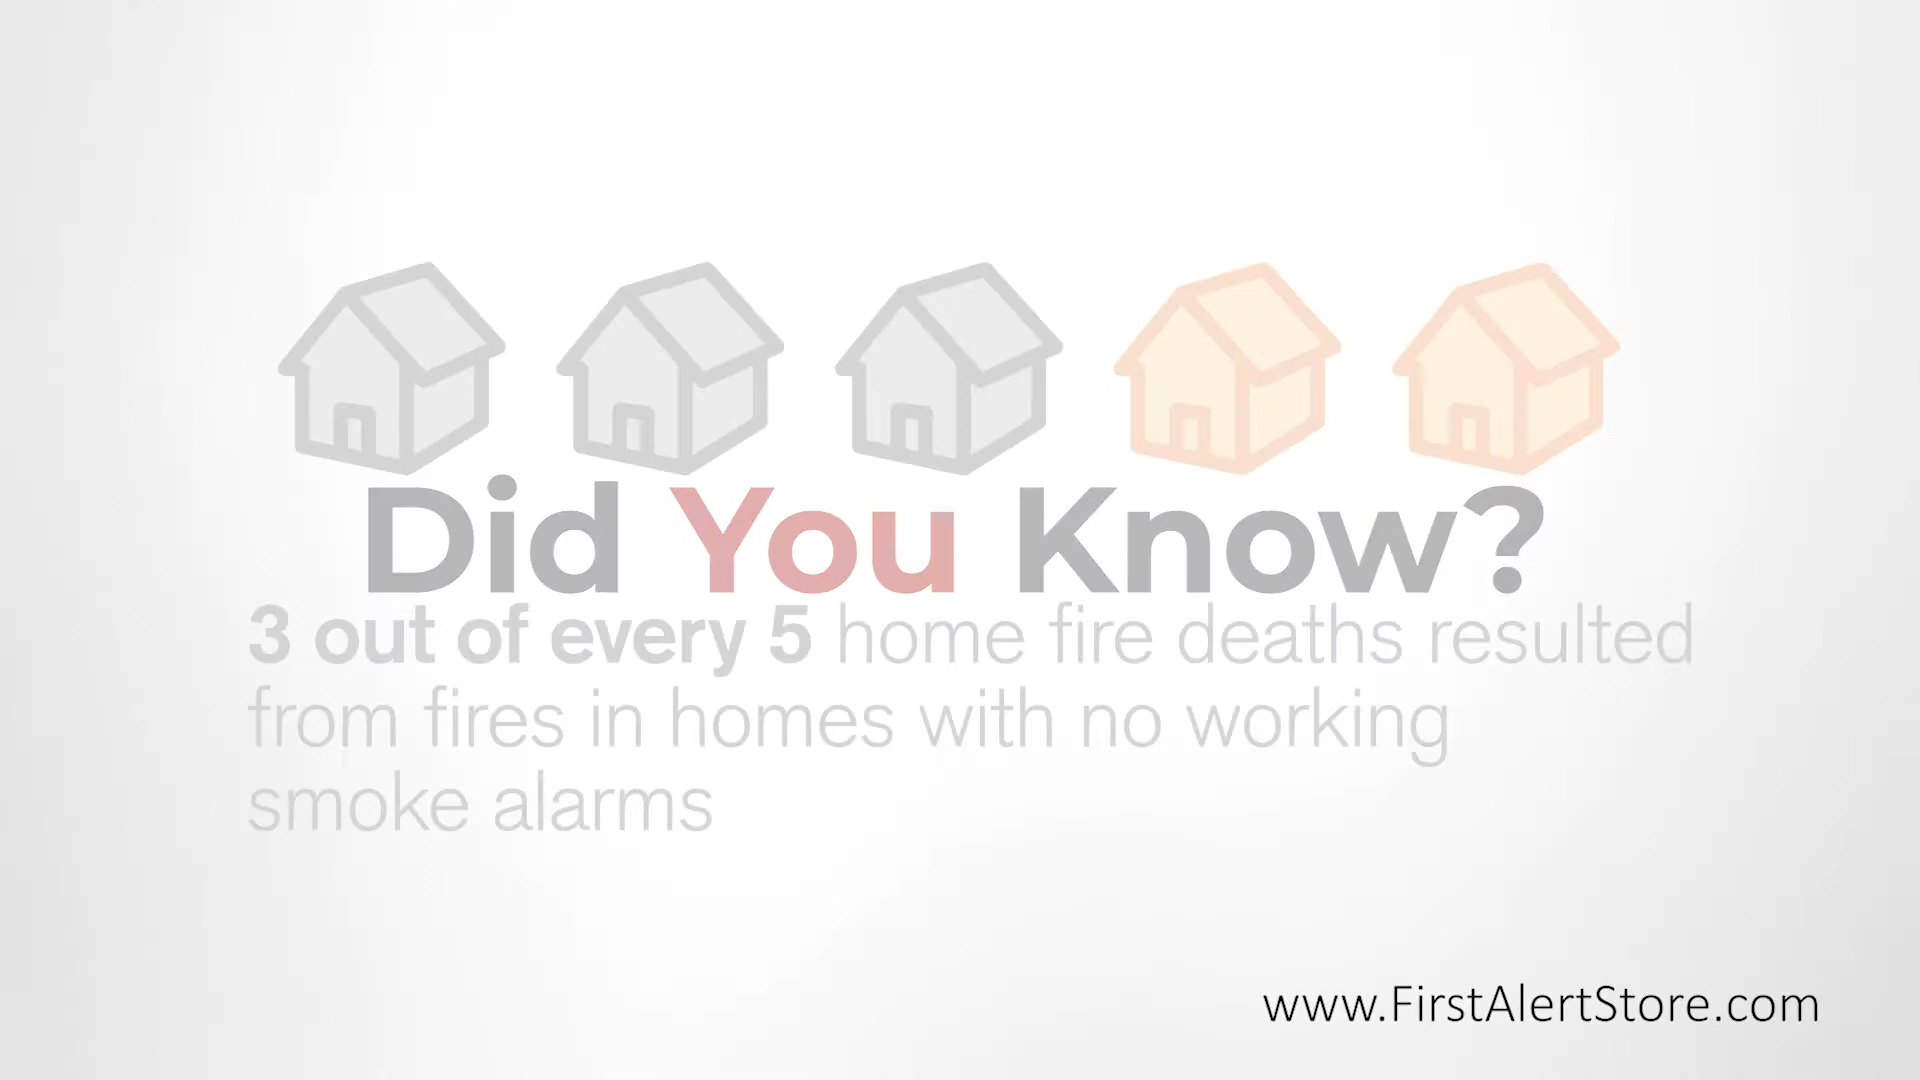 Did You Know?
3 out of every 5 home fire deaths resulted
from fires in homes with no working
smoke alarms
www.FirstAlertStore.com